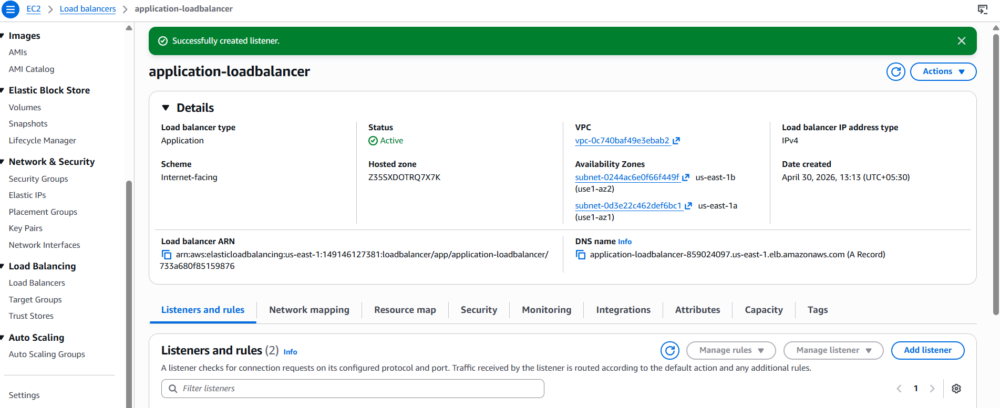 EC2 > Load balancers > application-loadbalancer
Images
AMIs
AMI Catalog
Elastic Block Store
Volumes
Snapshots
Lifecycle Manager
Network & Security
Security Groups
Elastic IPs
Placement Groups
Key Pairs
Network Interfaces
Load Balancing
Load Balancers
Target Groups
Trust Stores
Auto Scaling
Auto Scaling Groups
Settings
Successfully created listener.
application-loadbalancer
Actions
Details
Load balancer type
Application
Status
Active
VPC
vpc-0c740baf49e3ebab2
Load balancer IP address type
IPv4
Scheme
Internet-facing
Hosted zone
Z35SXDOTRQ7X7K
Availability Zones
subnet-0244ac6e0f66f449f us-east-1b
(use1-az2)
subnet-0d3e22c462def6bc1 us-east-1a
(use1-az1)
Date created
April 30, 2026, 13:13 (UTC+05:30)
Load balancer ARN
arn:aws:elasticloadbalancing:us-east-1:149146127381:loadbalancer/app/application-loadbalancer/
733a680f85159876
DNS name Info
application-loadbalancer-859024097.us-east-1.elb.amazonaws.com (A Record)
Listeners and rules
Network mapping
Resource map
Security
Monitoring
Integrations
Attributes
Capacity
Tags
Listeners and rules (2) Info
Manage rules
Manage listener
Add listener
A listener checks for connection requests on its configured protocol and port. Traffic received by the listener is routed according to the default action and any additional rules.
Filter listeners
1